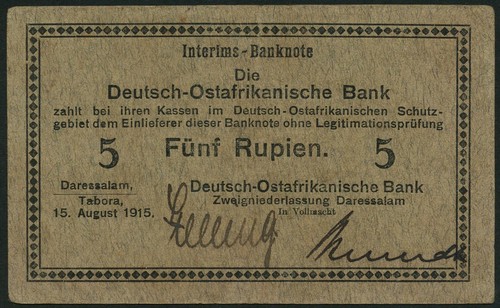 Interims-Banknote
Die
Deutsch-Ostafrikanische Bank
zahlt bei ihren Kassen im Deutsch-Ostafrikanischen Schutz-
gebiet dem Einlieferer dieser Banknote ohne Legitimationsprüfung
5 Fünf Rupien. 5
Daressalam,
Tabora,
15. August 1915.
Deutsch-Ostafrikanische Bank
Zweigniederlassung Daressalam
In Vollmacht